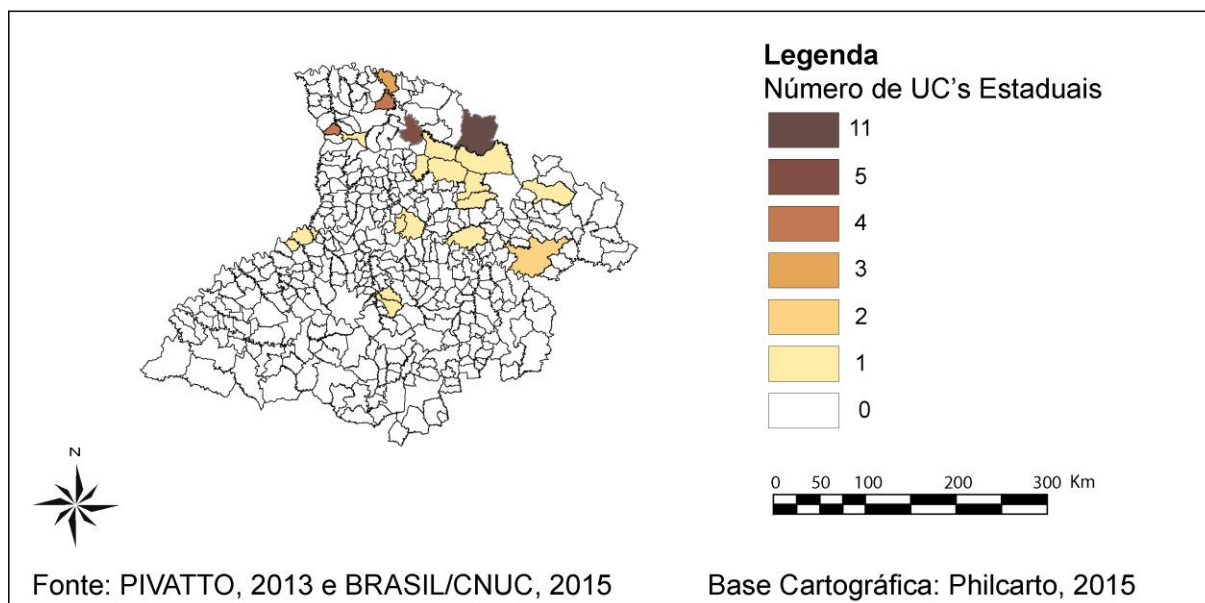 Legenda
Número de UC's Estaduais
11
5
4
3
2
1
0
N
0 50 100 200 300 Km
Fonte: PIVATTO, 2013 e BRASIL/CNUC, 2015
Base Cartográfica: Philcarto, 2015